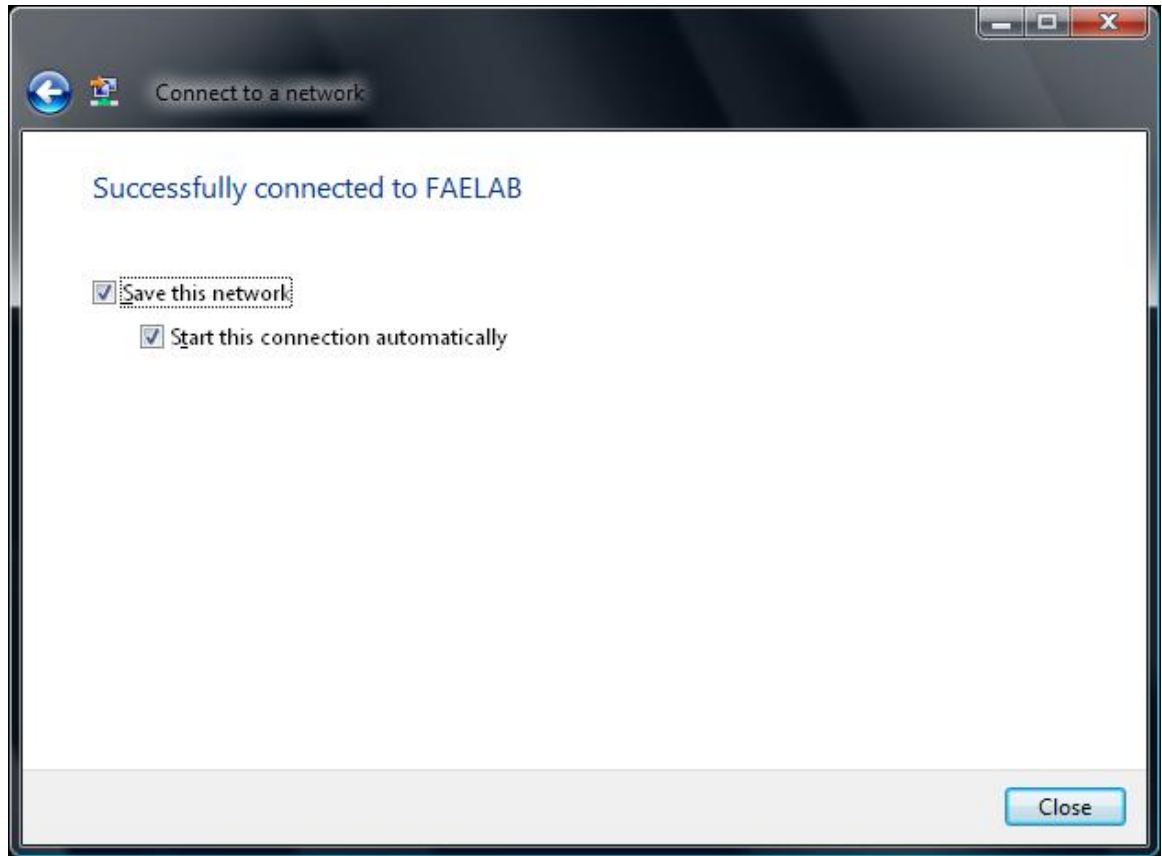 Connect to a network
Successfully connected to FAELAB
Save this network
Start this connection automatically
Close